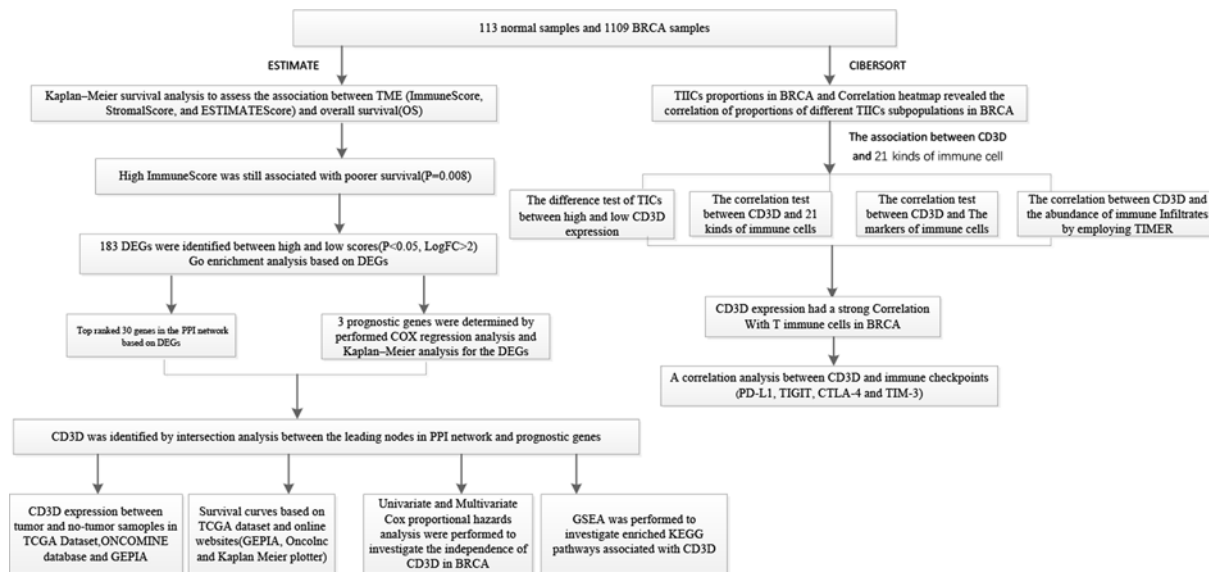 113 normal samples and 1109 BRCA samples
ESTIMATE
Kaplan–Meier survival analysis to assess the association between TME (ImmuneScore,
StromalScore, and ESTIMATEScore) and overall survival(OS)
High ImmuneScore was still associated with poorer survival(P=0.008)
183 DEGs were identified between high and low scores(P<0.05, LogFC>2)
Go enrichment analysis based on DEGs
Top ranked 30 genes in the PPI network
based on DEGs
3 prognostic genes were determined by
performed COX regression analysis and
Kaplan–Meier analysis for the DEGs
CIBERSORT
TIICs proportions in BRCA and Correlation heatmap revealed the
correlation of proportions of different TIICs subpopulations in BRCA
The association between CD3D
and 21 kinds of immune cell
The difference test of TICs
between high and low CD3D
expression
The correlation test
between CD3D and 21
kinds of immune cells
The correlation test
between CD3D and The
markers of immune cells
The correlation between CD3D and
the abundance of immune Infiltrates
by employing TIMER
CD3D expression had a strong Correlation
With T immune cells in BRCA
A correlation analysis between CD3D and immune checkpoints
(PD-L1, TIGIT, CTLA-4 and TIM-3)
CD3D was identified by intersection analysis between the leading nodes in PPI network and prognostic genes
CD3D expression between
tumor and no-tumor samoples in
TCGA Dataset,ONCOMINE
database and GEPIA
Survival curves based on
TCGA dataset and online
websites(GEPIA, Oncolnc
and Kaplan Meier plotter)
Univariate and Multivariate
Cox proportional hazards
analysis were performed to
investigate the independence of
CD3D in BRCA
GSEA was performed to
investigate enriched KEGG
pathways associated with CD3D